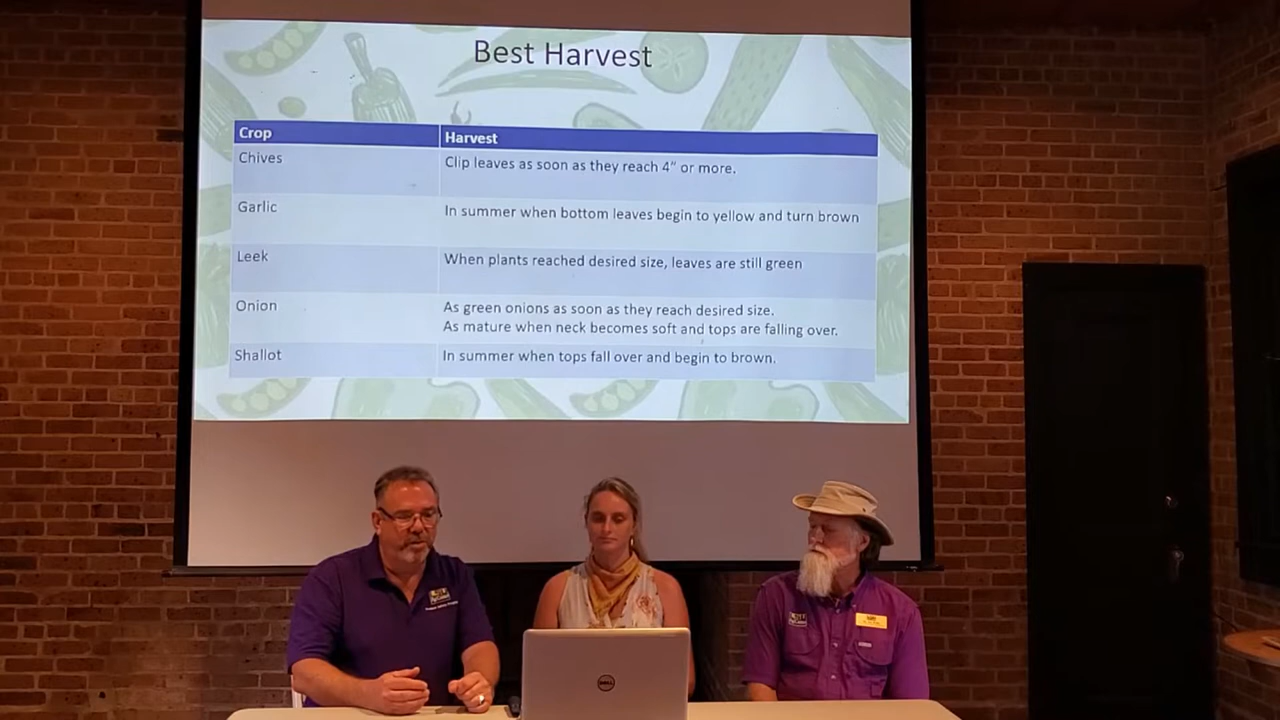 Best Harvest
Crop
Harvest
Chives
Clip leaves as soon as they reach 4" or more.
Garlic
In summer when bottom leaves begin to yellow and turn brown
Leek
When plants reached desired size, leaves are still green
Onion
As green onions as soon as they reach desired size.
As mature when neck becomes soft and tops are falling over.
Shallot
In summer when tops fall over and begin to brown.
DELL